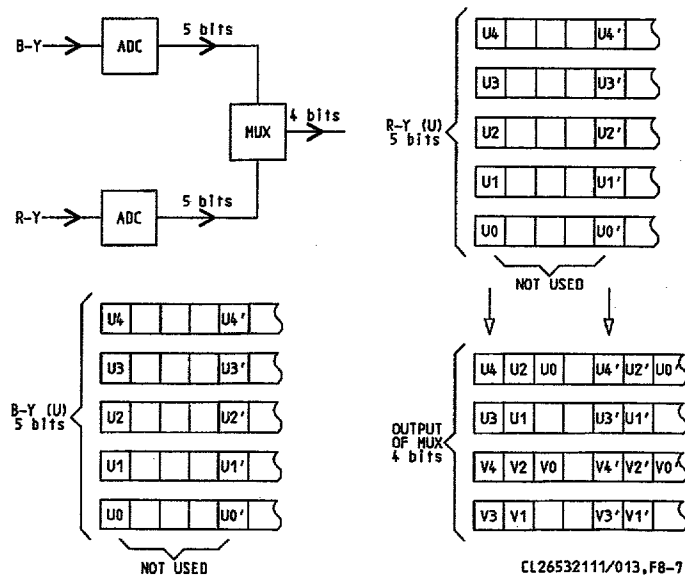 B-Y
ADC
5 bits
MUX
4 bits
R-Y
ADC
5 bits
R-Y (U)
5 bits
U4 U4'
U3 U3'
U2 U2'
U1 U1'
U0 U0'
NOT USED
B-Y (U)
5 bits
U4 U4'
U3 U3'
U2 U2'
U1 U1'
U0 U0'
NOT USED
OUTPUT
OF MUX
4 bits
U4 U2 U0 U4' U2' U0'
U3 U1 U3' U1'
V4 V2 V0 V4' V2' V0'
V3 V1 V3' V1'
CL26532111/013,F8-7